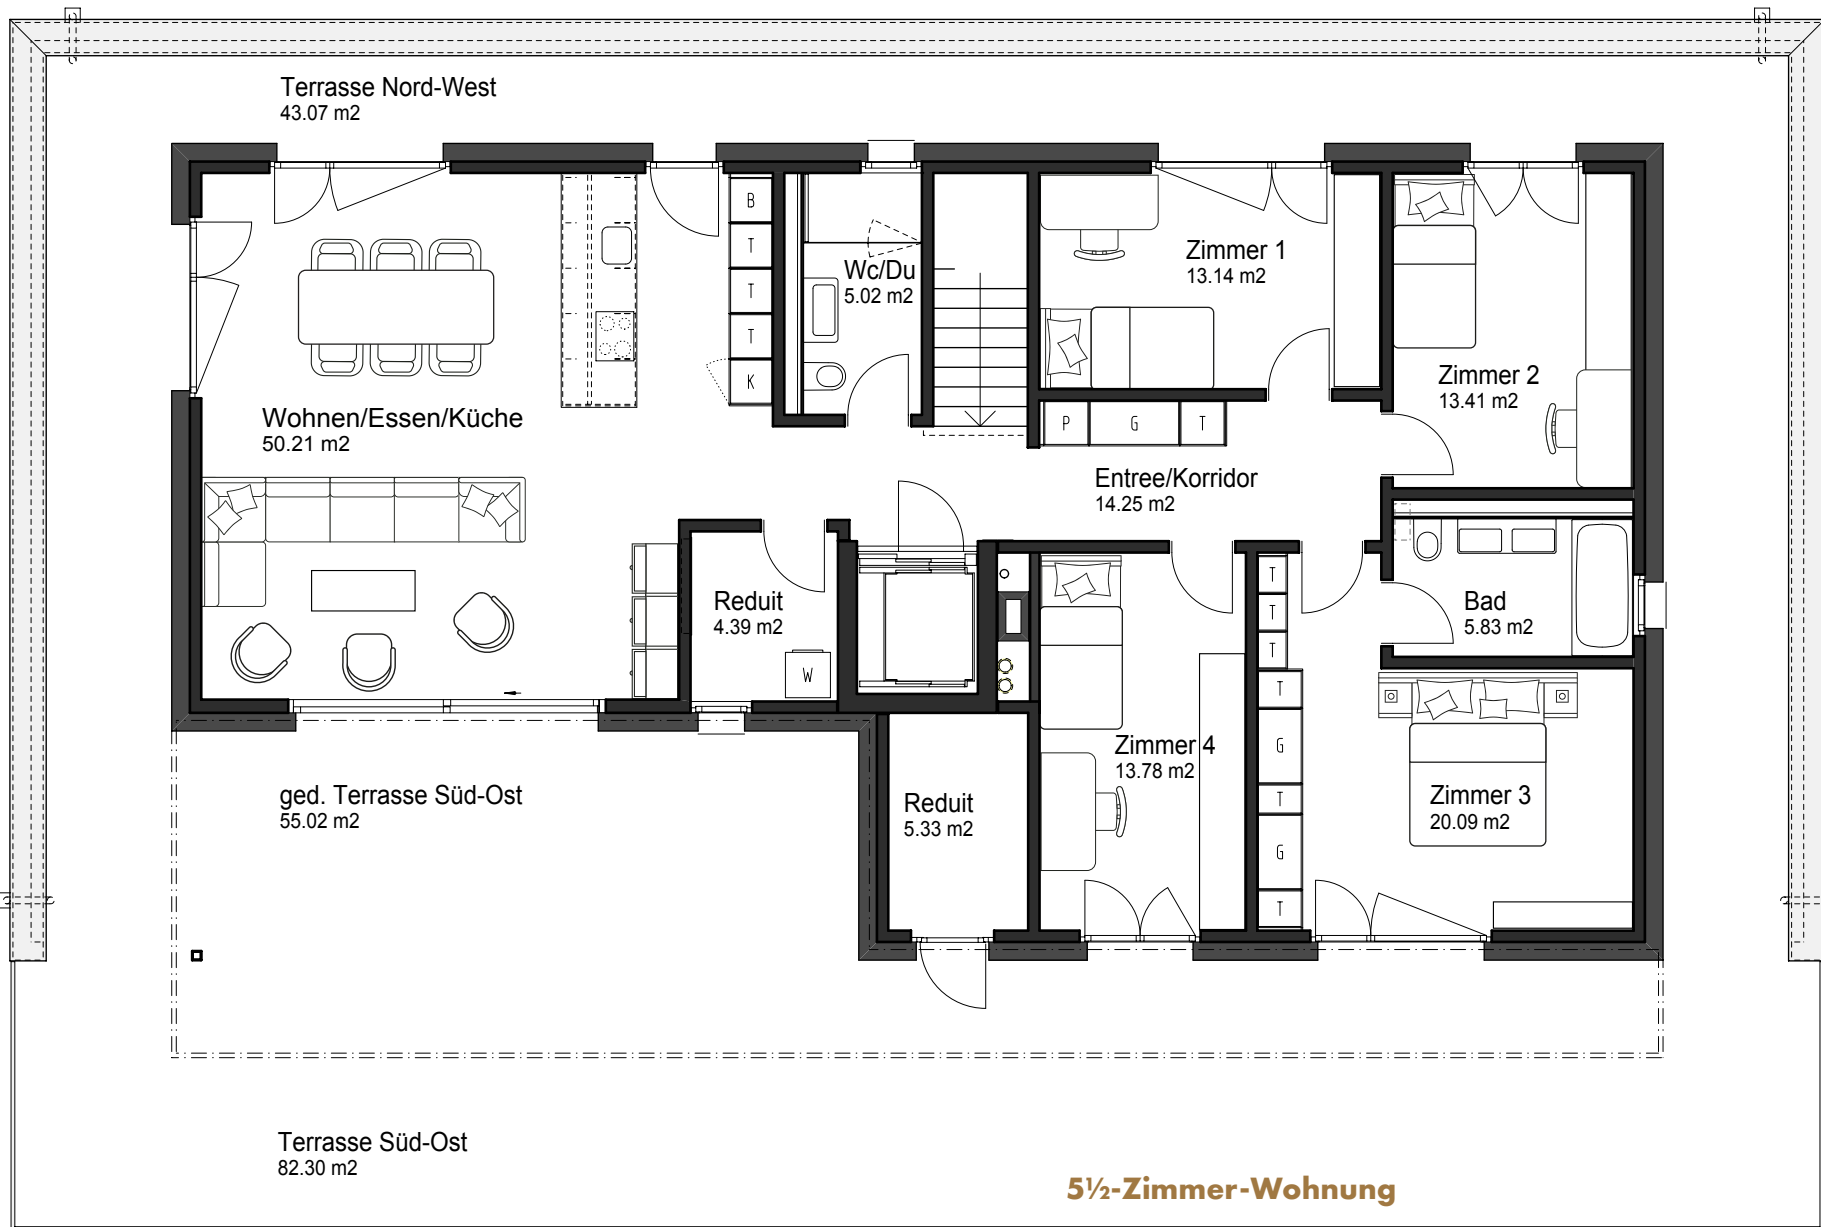 Terrasse Nord-West
43.07 m2
B
T
T
T
K
Wc/Du
5.02 m2
Zimmer 1
13.14 m2
Zimmer 2
13.41 m2
Wohnen/Essen/Küche
50.21 m2
P
G
T
Entree/Korridor
14.25 m2
Reduit
4.39 m2
W
T
T
T
T
G
T
G
T
Bad
5.83 m2
Zimmer 4
13.78 m2
Zimmer 3
20.09 m2
ged. Terrasse Süd-Ost
55.02 m2
Reduit
5.33 m2
Terrasse Süd-Ost
82.30 m2
5½-Zimmer-Wohnung